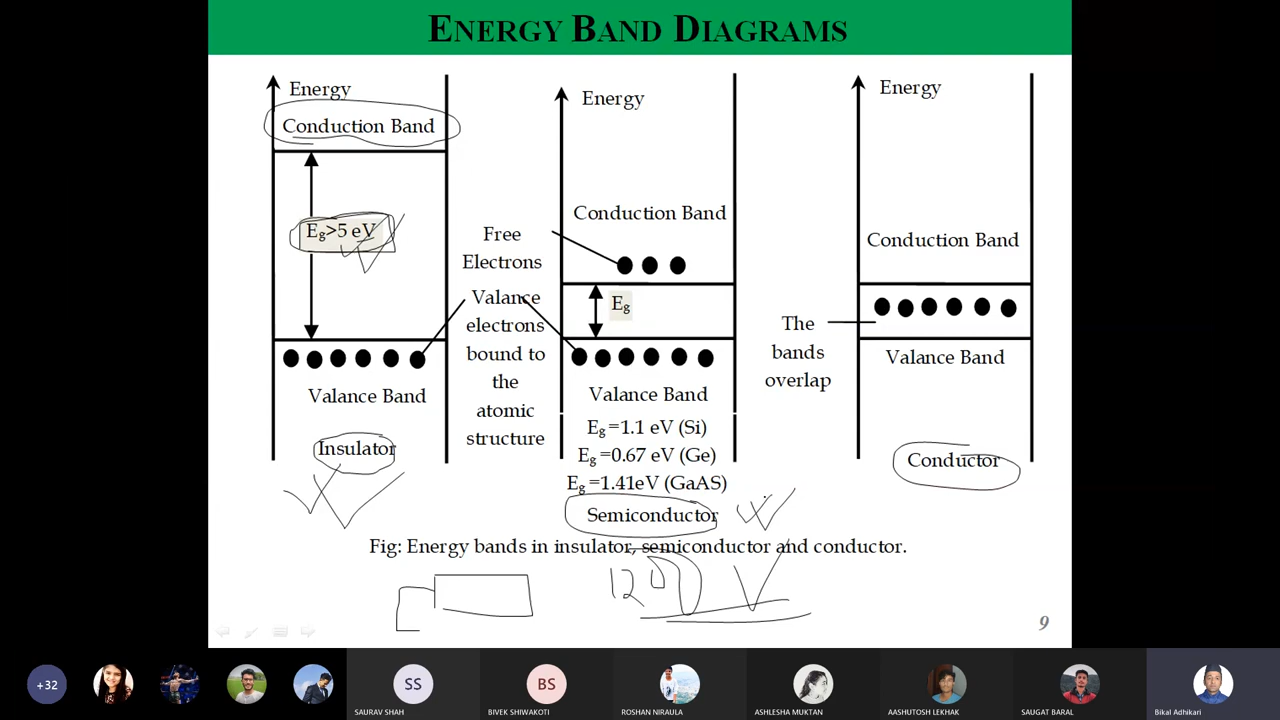 ENERGY BAND DIAGRAMS
Energy
Conduction Band
Eg>5 eV
Valance Band
Insulator
Free
Electrons
Valance
electrons
bound to
the
atomic
structure
Energy
Conduction Band
Eg
Valance Band
Eg =1.1 eV (Si)
Eg =0.67 eV (Ge)
Eg =1.41eV (GaAS)
Semiconductor
Energy
Conduction Band
The
bands
overlap
Valance Band
Conductor
Fig: Energy bands in insulator, semiconductor and conductor.
9
+32
SS
SAURAV SHAH
BS
BIVEK SHIWAKOTI
ROSHAN NIRAULA
ASHLESHA MUKTAN
AASHUTOSH LEKHAK
SAUGAT BARAL
Bikal Adhikari